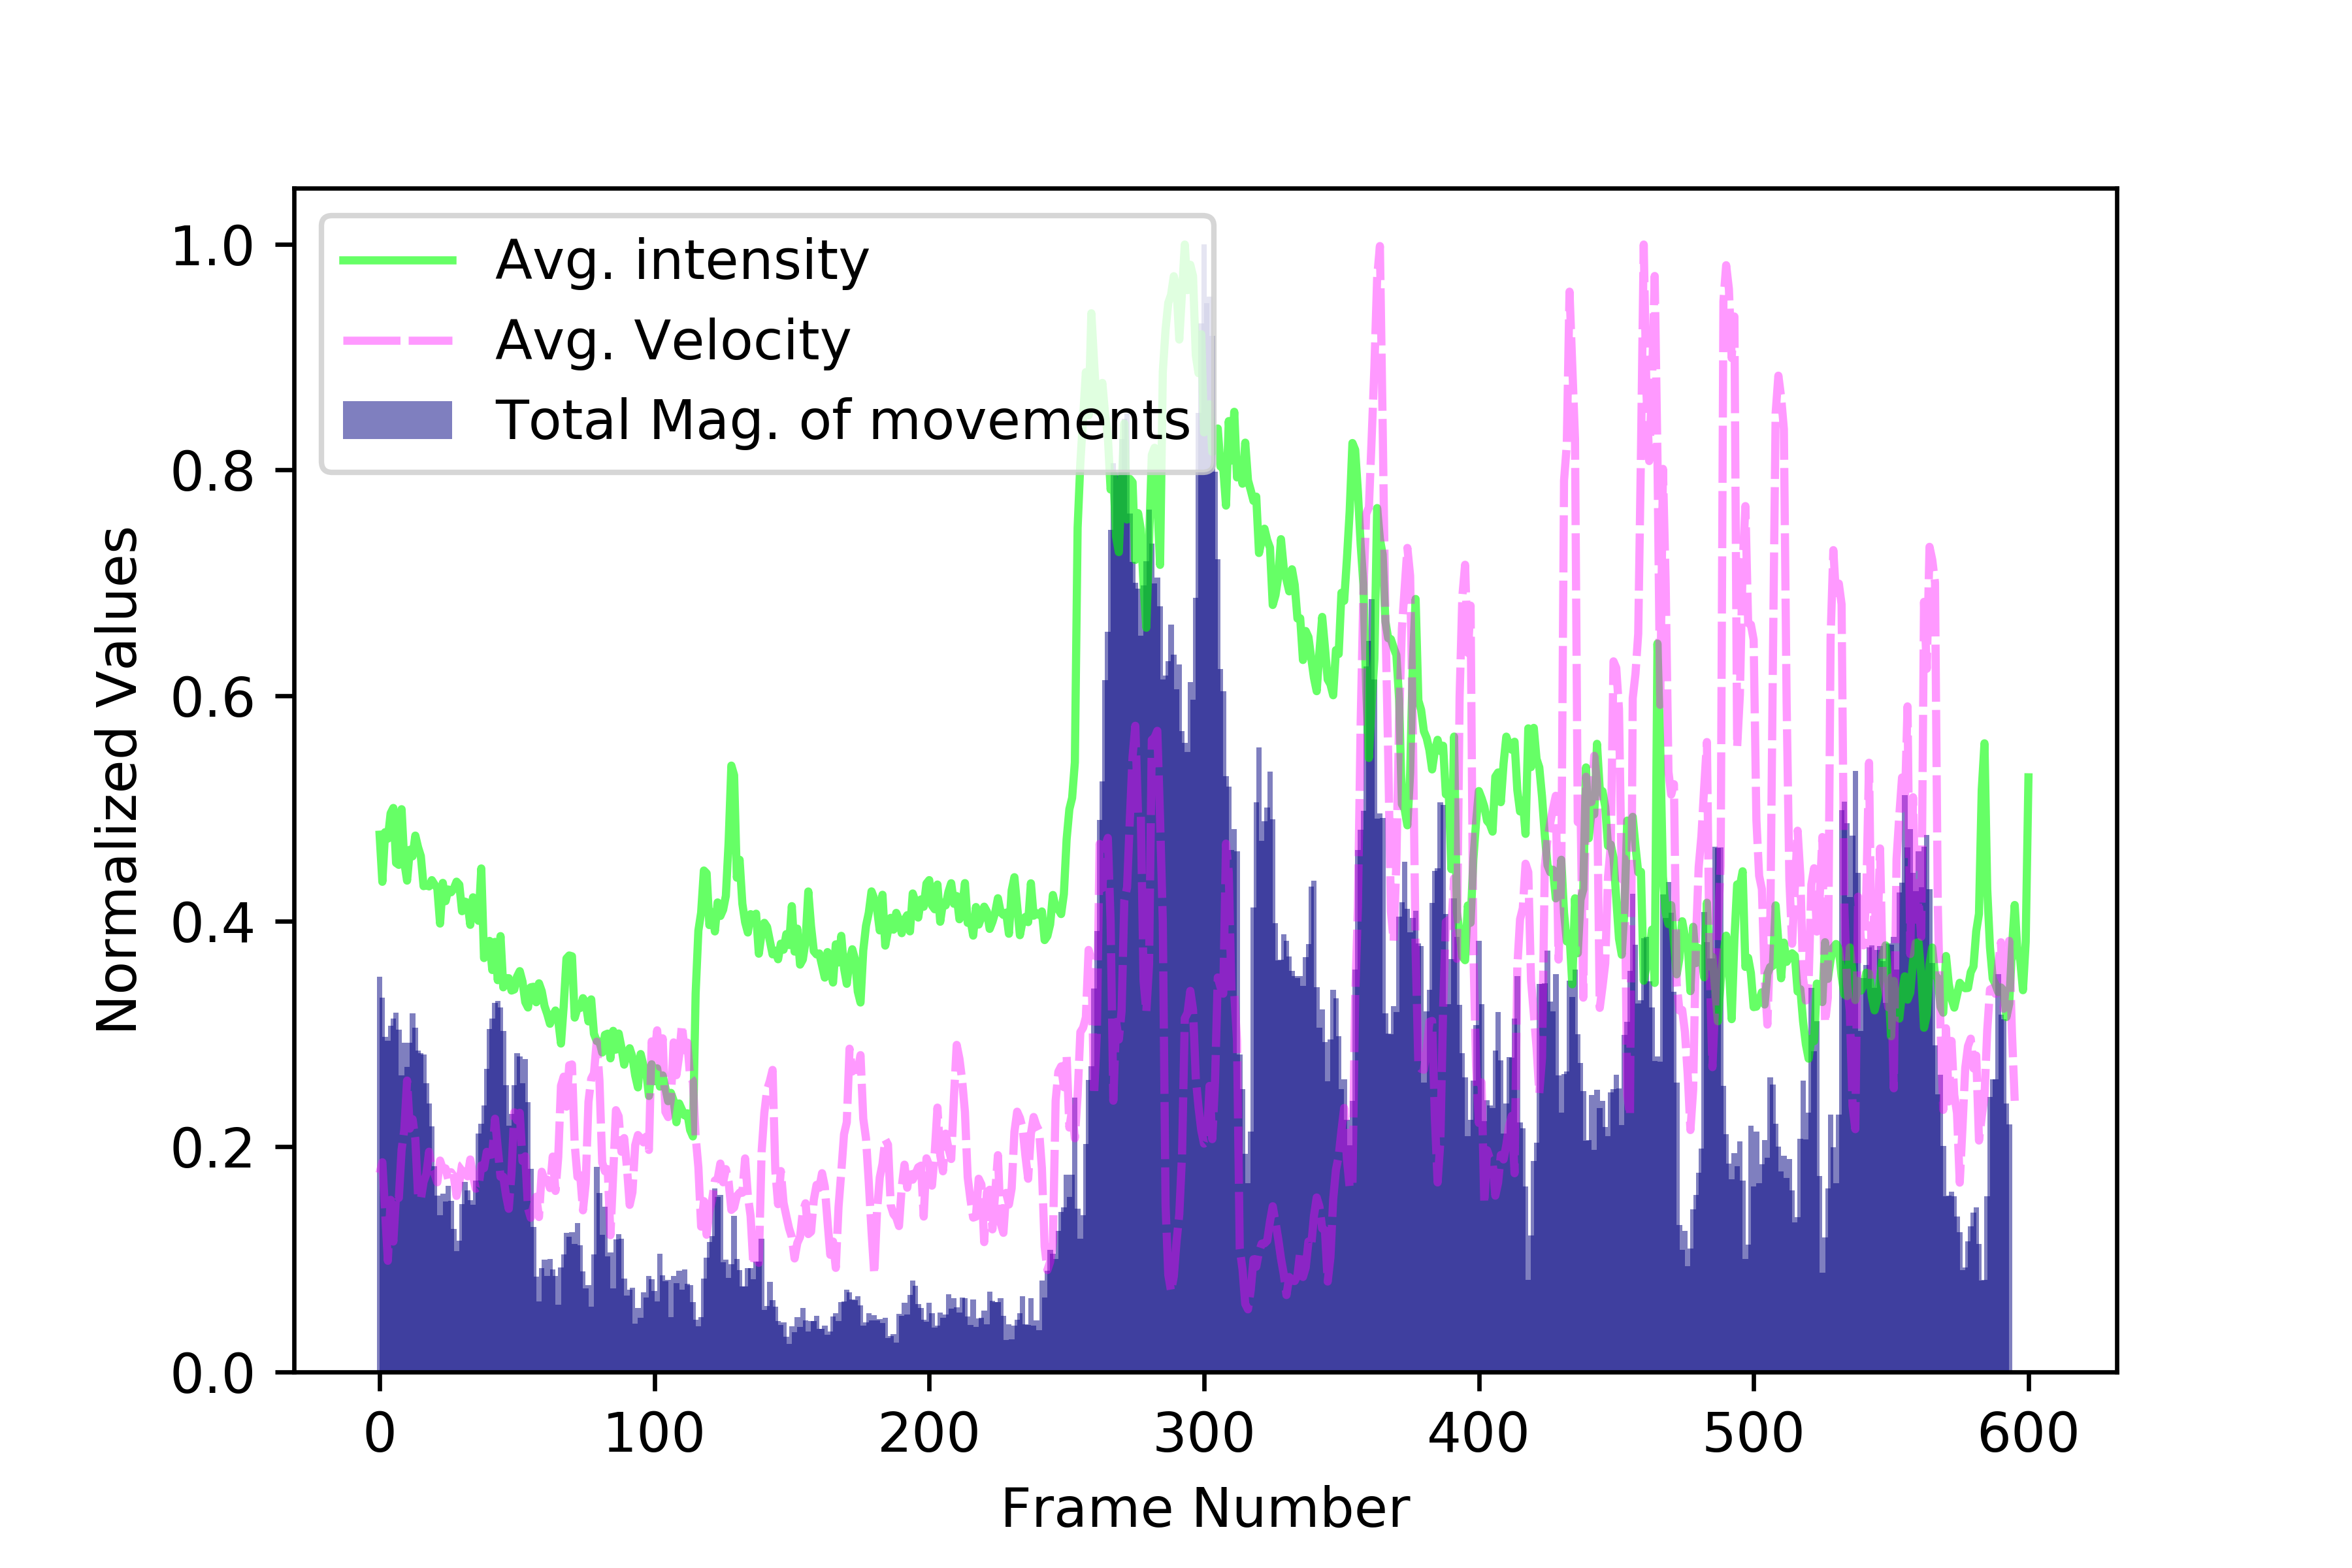 Avg. intensity
Avg. Velocity
Total Mag. of movements
1.0
0.8
0.6
0.4
0.2
0.0
Normalized Values
0 100 200 300 400 500 600
Frame Number